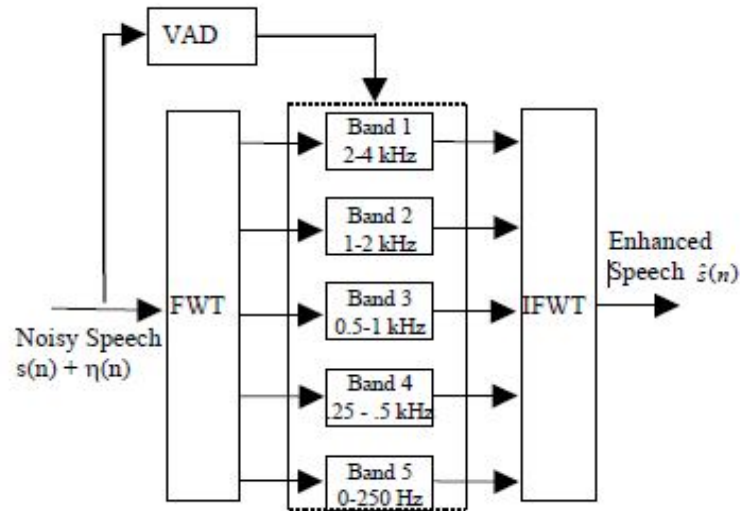 VAD
Band 1
2-4 kHz
Band 2
1-2 kHz
Enhanced
Speech ŝ(n)
FWT
Band 3
0.5-1 kHz
IFWT
Noisy Speech
s(n) + η(n)
Band 4
.25 - .5 kHz
Band 5
0-250 Hz